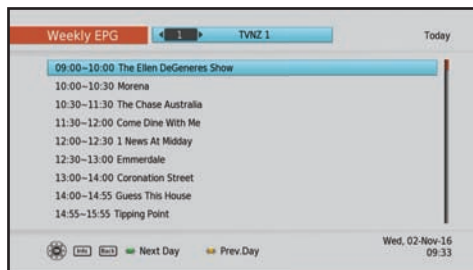 Weekly EPG 1 TVNZ 1 Today
09:00~10:00 The Ellen DeGeneres Show
10:00~10:30 Morena
10:30~11:30 The Chase Australia
11:30~12:00 Come Dine With Me
12:00~12:30 1 News At Midday
12:30~13:00 Emmerdale
13:00~14:00 Coronation Street
14:00~14:55 Guess This House
14:55~15:55 Tipping Point
Info Back Next Day Prev.Day Wed, 02-Nov-16
09:33